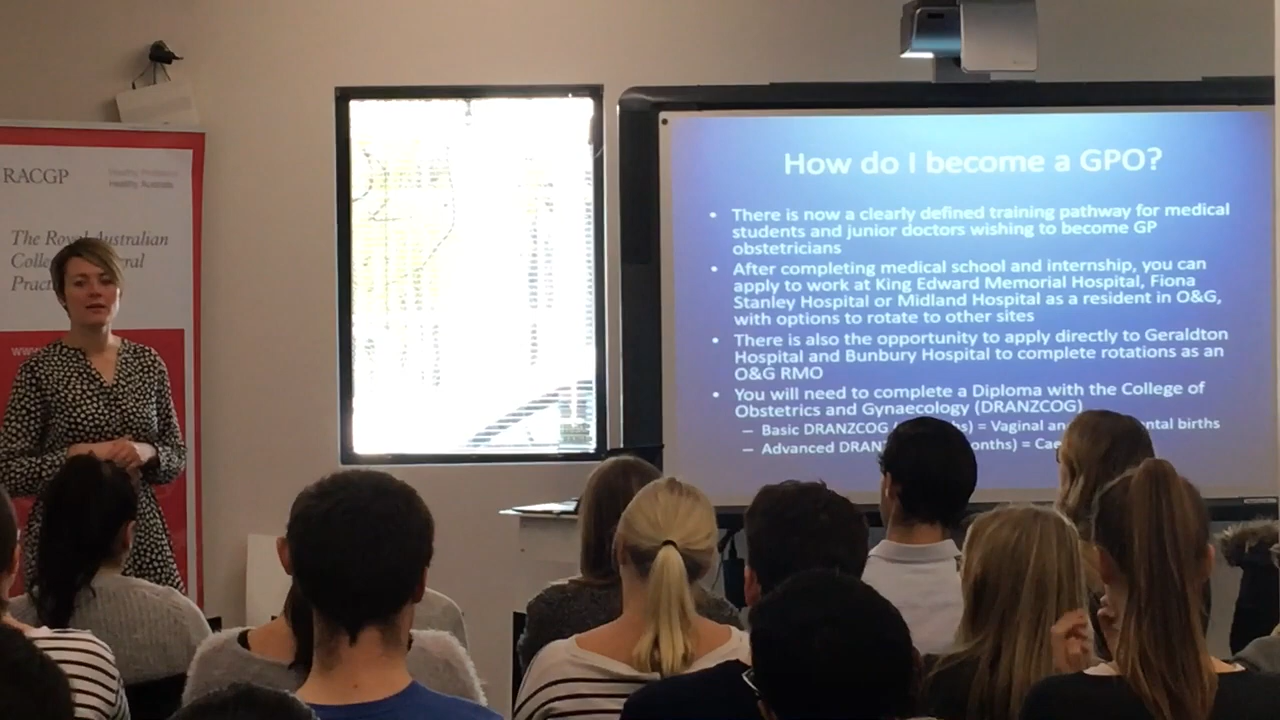 RACGP
Healthy Australia
The Royal Australian
How do I become a GPO?
• There is now a clearly defined training pathway for medical
students and junior doctors wishing to become GP
obstetricians
• After completing medical school and internship, you can
apply to work at King Edward Memorial Hospital, Fiona
Stanley Hospital or Midland Hospital as a resident in O&G,
with options to rotate to other sites
• There is also the opportunity to apply directly to Geraldton
Hospital and Bunbury Hospital to complete rotations as an
O&G RMO
• You will need to complete a Diploma with the College of
Obstetrics and Gynaecology (DRANZCOG)
– Basic DRANZCOG = Vaginal births
– Advanced =